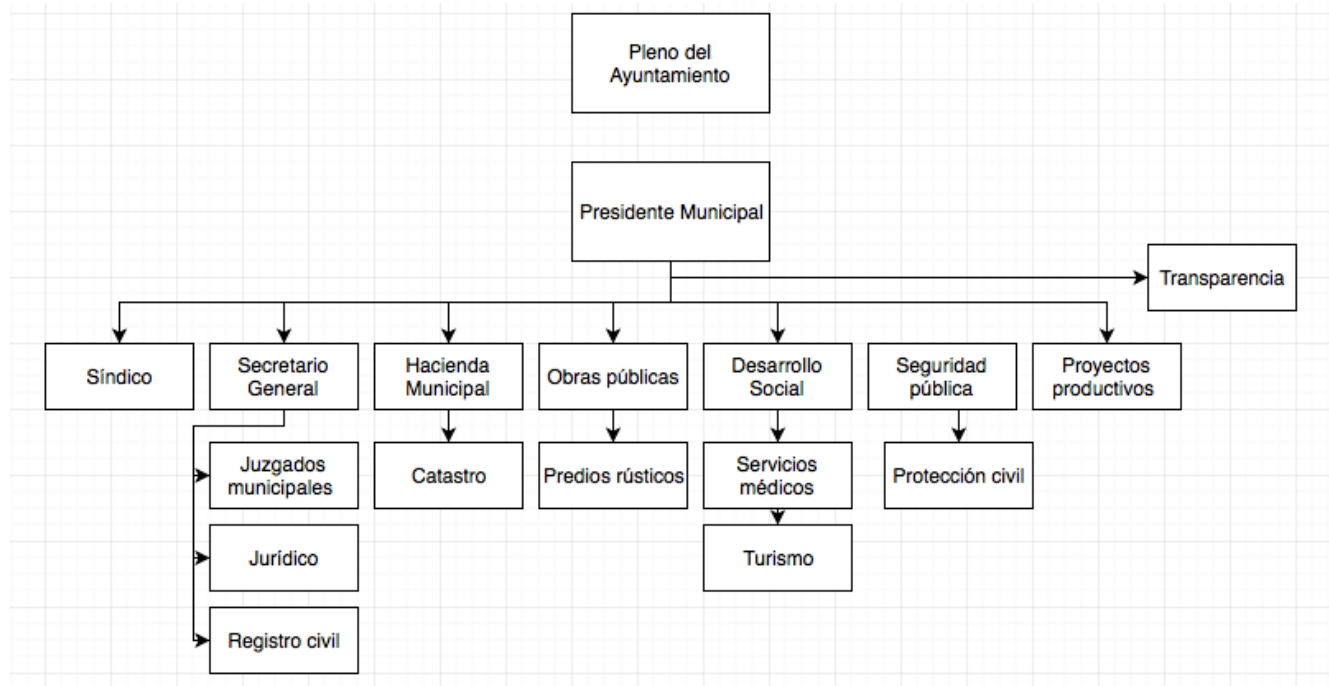 Pleno del
Ayuntamiento
Presidente Municipal
Transparencia
Síndico
Secretario
General
Hacienda
Municipal
Obras públicas
Desarrollo
Social
Seguridad
pública
Proyectos
productivos
Juzgados
municipales
Catastro
Predios rústicos
Servicios
médicos
Protección civil
Jurídico
Turismo
Registro civil